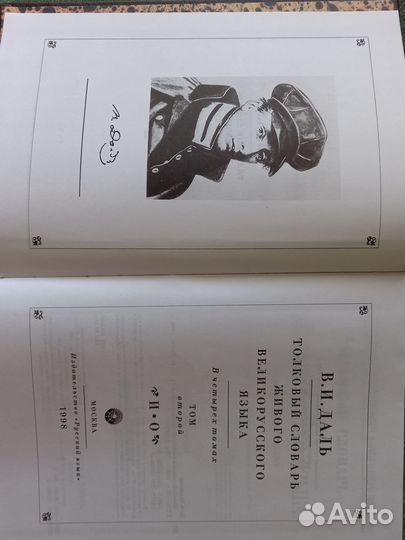 В. И. ДАЛЬ
ТОЛКОВЫЙ СЛОВАРЬ
ЖИВОГО
ВЕЛИКОРУССКОГО
ЯЗЫКА
В четырех томах
ТОМ
второй
И • О
МОСКВА
Издательство «Русский язык»
1998
Avito